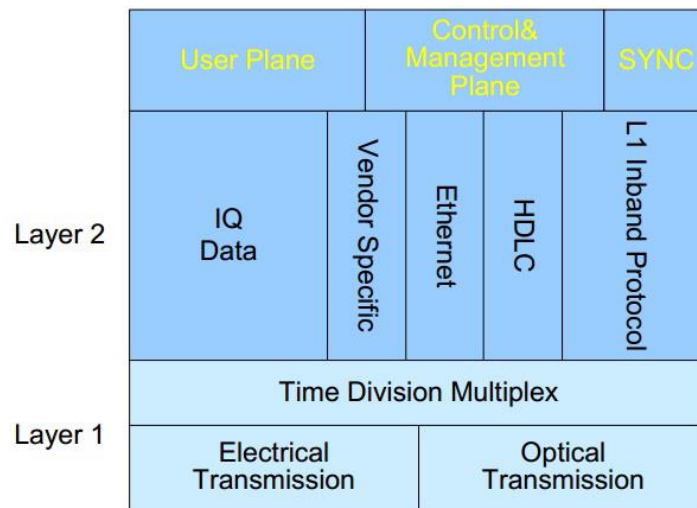 User Plane
Control&
Management
Plane
SYNC
Layer 2
IQ
Data
Vendor Specific
Ethernet
HDLC
L1 Inband Protocol
Time Division Multiplex
Layer 1
Electrical
Transmission
Optical
Transmission